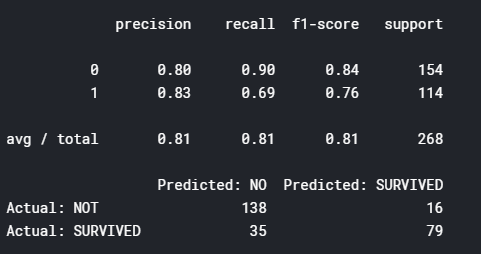 precision recall f1-score support
0 0.80 0.90 0.84 154
1 0.83 0.69 0.76 114
avg / total 0.81 0.81 0.81 268
Predicted: NO Predicted: SURVIVED
Actual: NOT 138 16
Actual: SURVIVED 35 79